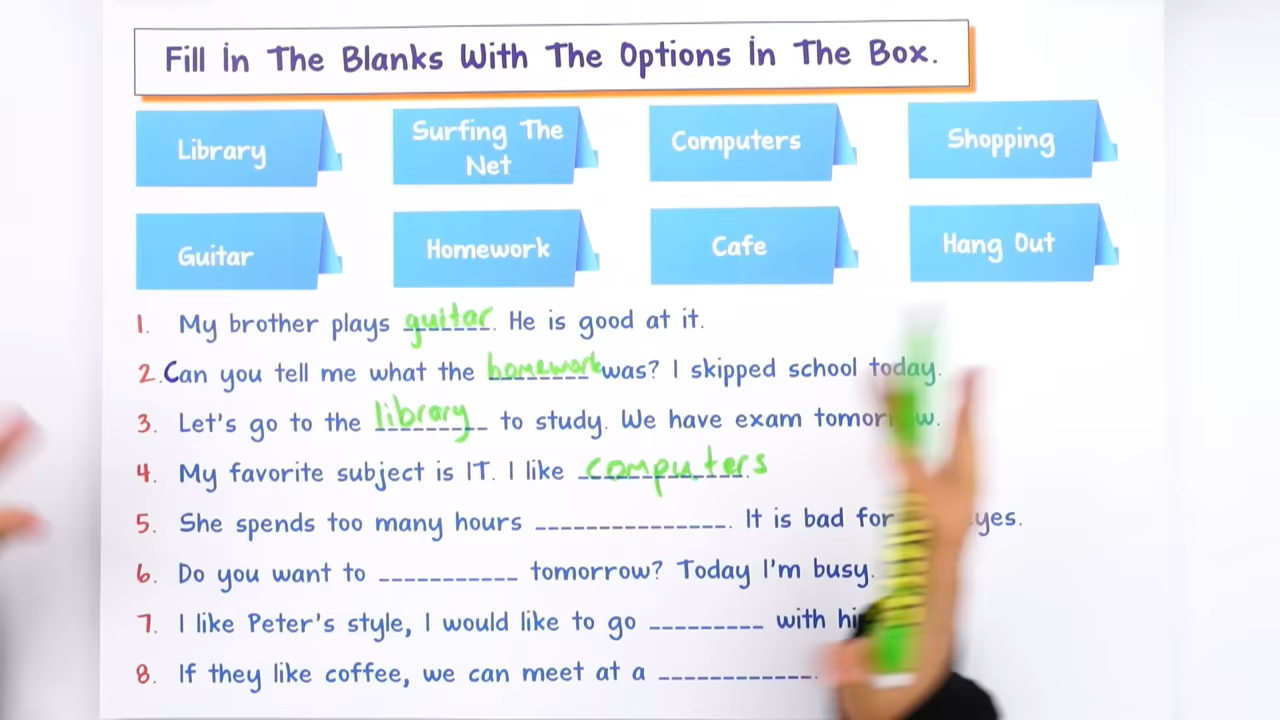 Fill in The Blanks With The Options in The Box.
Library
Surfing The
Net
Computers
Shopping
Guitar
Homework
Cafe
Hang Out
1. My brother plays guitar. He is good at it.
2. Can you tell me what the homework was? I skipped school today.
3. Let's go to the library to study. We have exam tomorrow.
4. My favorite subject is IT. I like computers.
5. She spends too many hours _______________. It is bad for eyes.
6. Do you want to ___________ tomorrow? Today I'm busy.
7. I like Peter's style, I would like to go _________ with
8. If they like coffee, we can meet at a ____________.